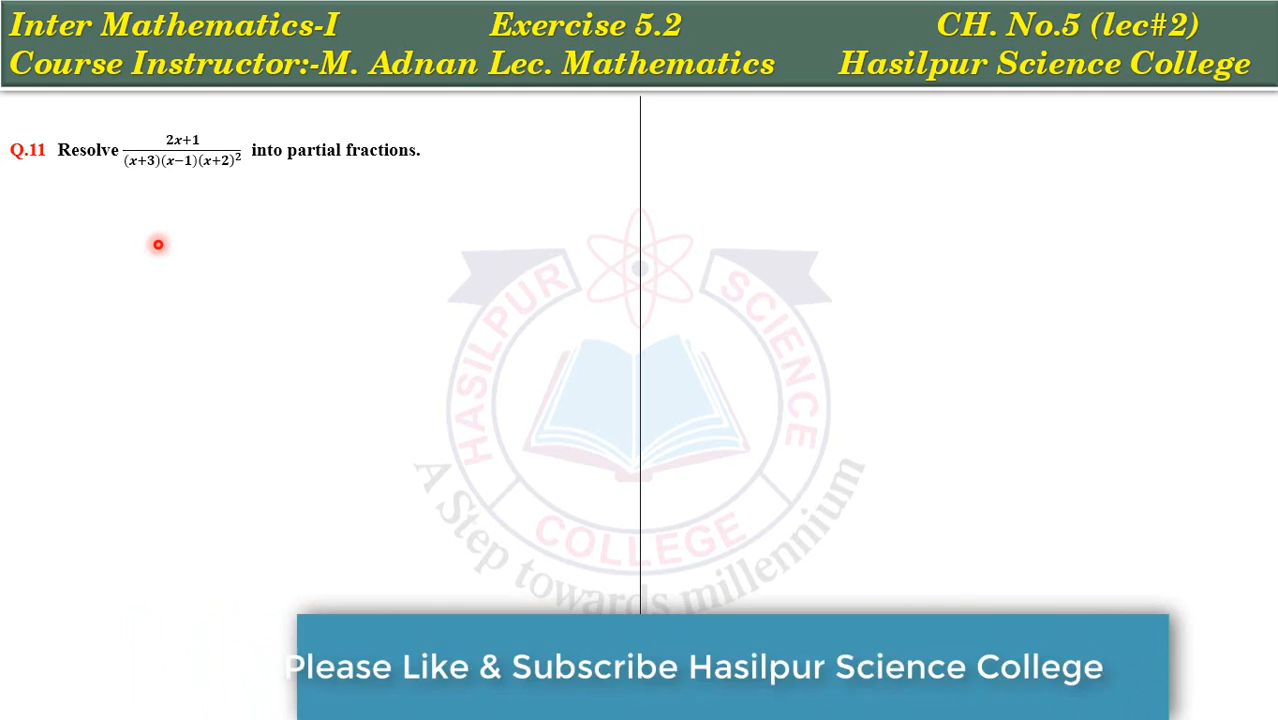 Inter Mathematics-I Exercise 5.2 CH. No.5 (lec#2)
Course Instructor:-M. Adnan Lec. Mathematics Hasilpur Science College
Q.11 Resolve \frac{2x+1}{(x+3)(x−1)(x+2)^2} into partial fractions.
HASILPUR SCIENCE
COLLEGE
A Step towards millennium
Please Like & Subscribe Hasilpur Science College